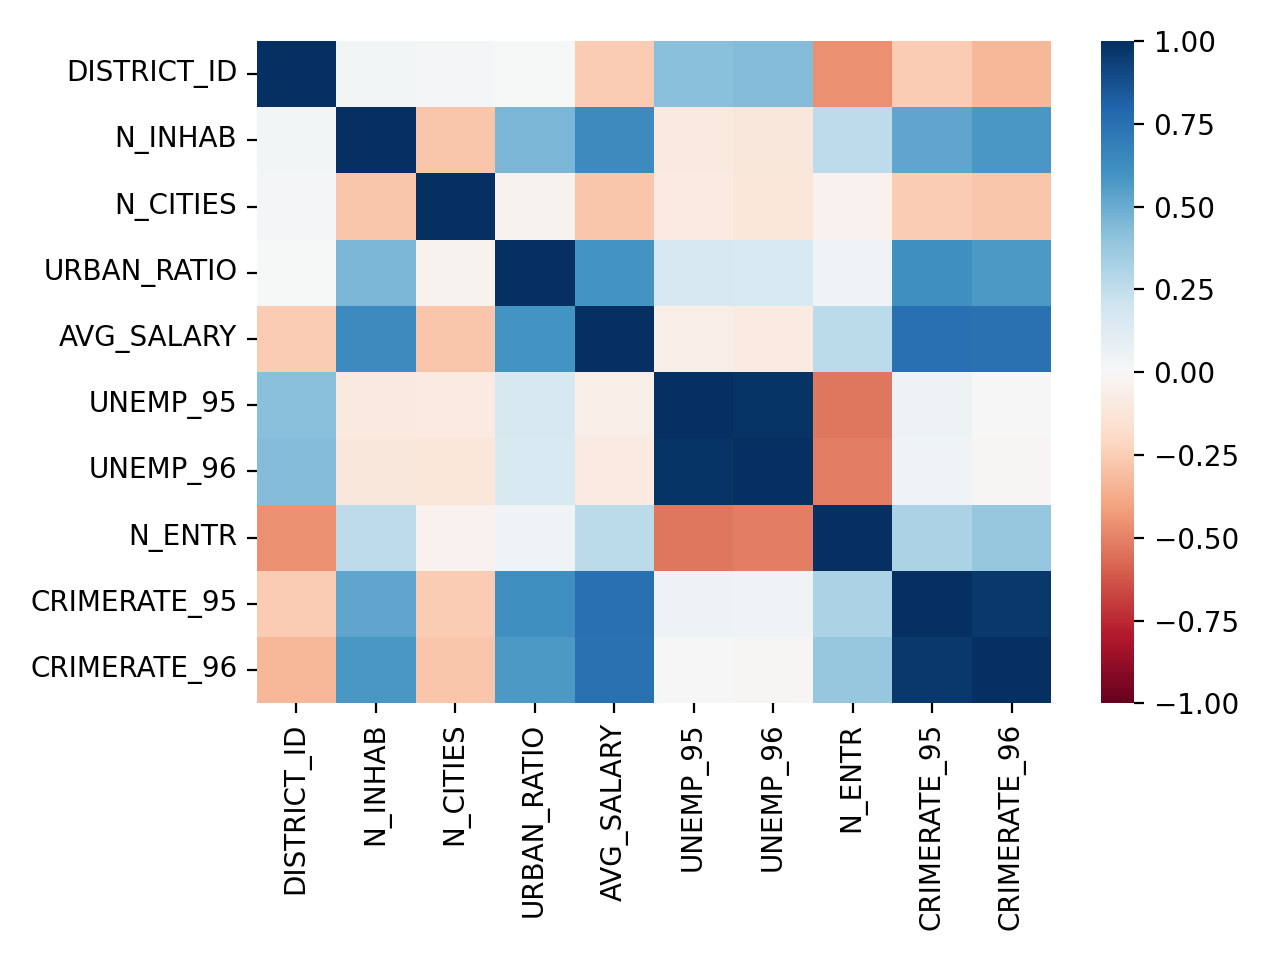 DISTRICT_ID
N_INHAB
N_CITIES
URBAN_RATIO
AVG_SALARY
UNEMP_95
UNEMP_96
N_ENTR
CRIMERATE_95
CRIMERATE_96
DISTRICT_ID
N_INHAB
N_CITIES
URBAN_RATIO
AVG_SALARY
UNEMP_95
UNEMP_96
N_ENTR
CRIMERATE_95
CRIMERATE_96
1.00
0.75
0.50
0.25
0.00
−0.25
−0.50
−0.75
−1.00